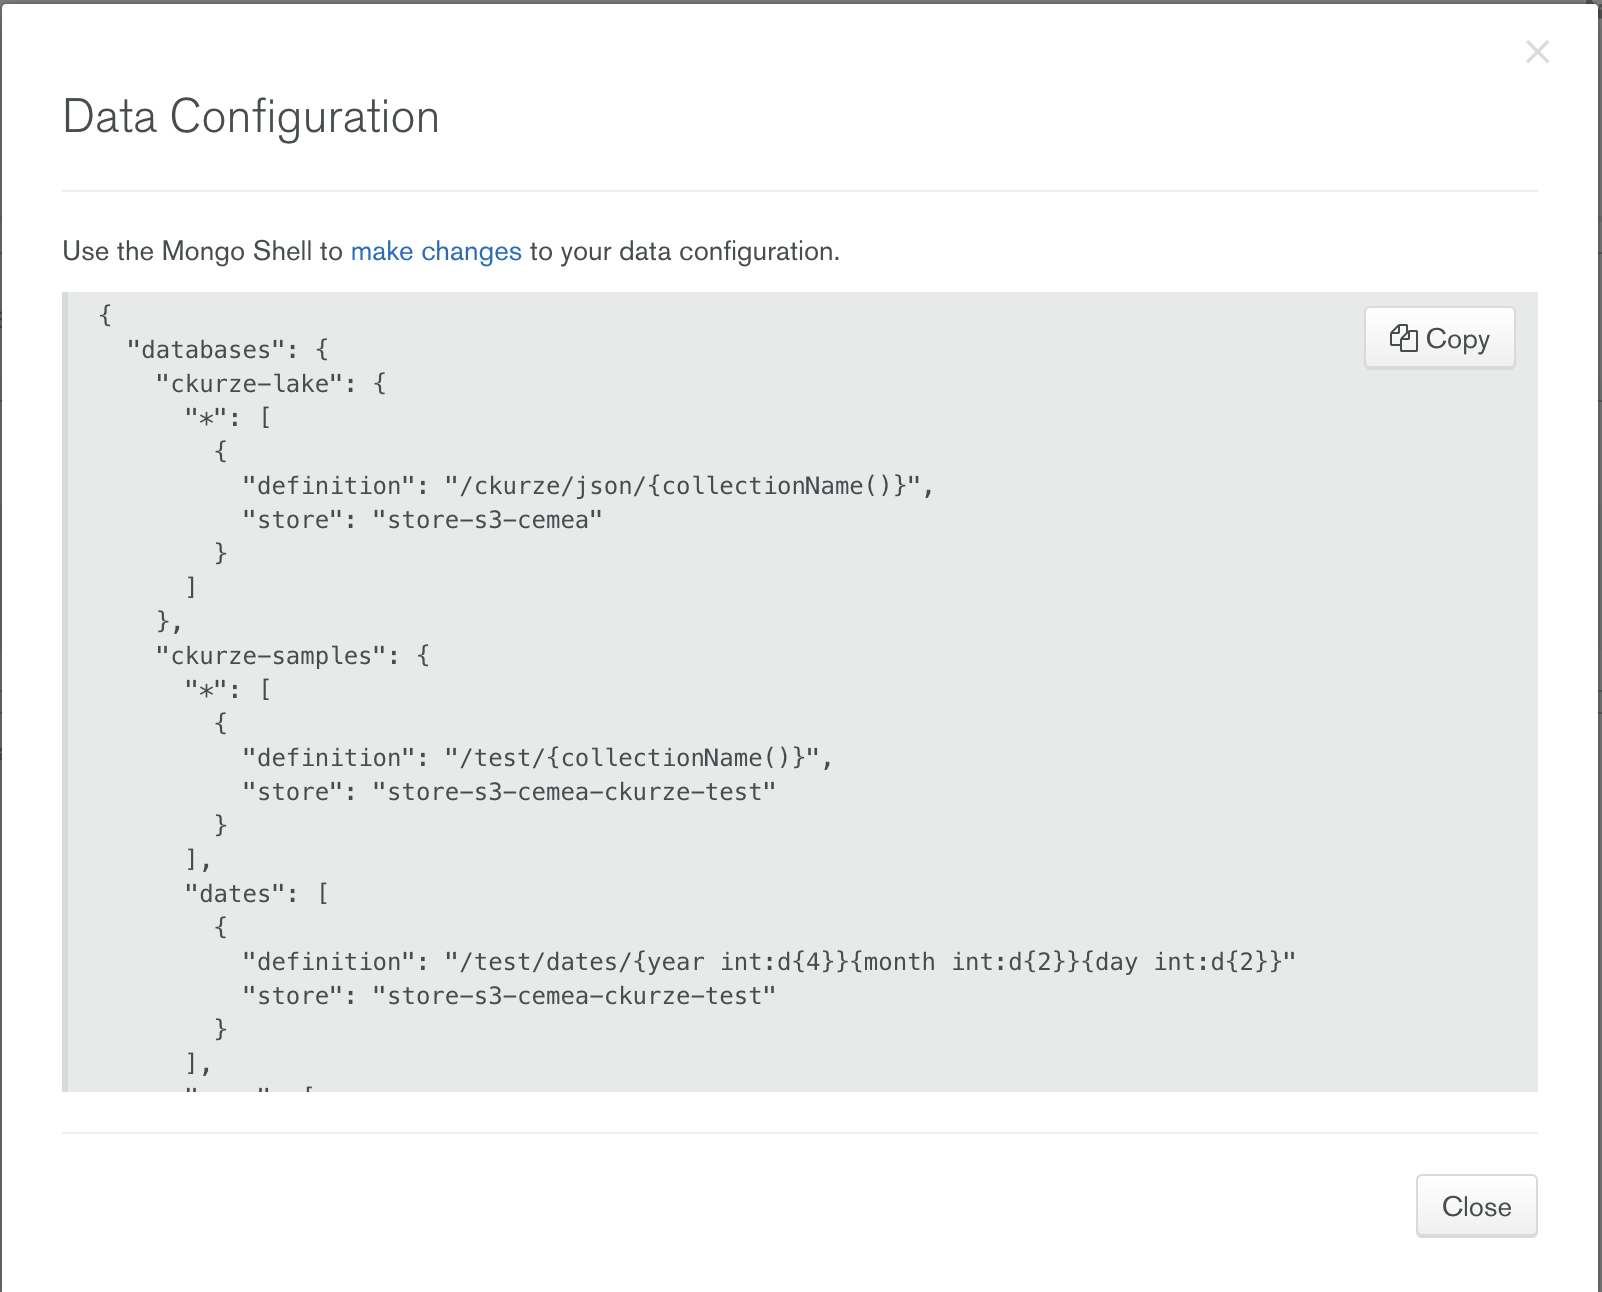 Data Configuration
Use the Mongo Shell to make changes to your data configuration.
Copy
{
  "databases": {
    "ckurze-lake": {
      "*": [
        {
          "definition": "/ckurze/json/{collectionName()}",
          "store": "store-s3-cemea"
        }
      ]
    },
    "ckurze-samples": {
      "*": [
        {
          "definition": "/test/{collectionName()}",
          "store": "store-s3-cemea-ckurze-test"
        }
      ],
      "dates": [
        {
          "definition": "/test/dates/{year int:d{4}}{month int:d{2}}{day int:d{2}}"
          "store": "store-s3-cemea-ckurze-test"
        }
      ],
Close